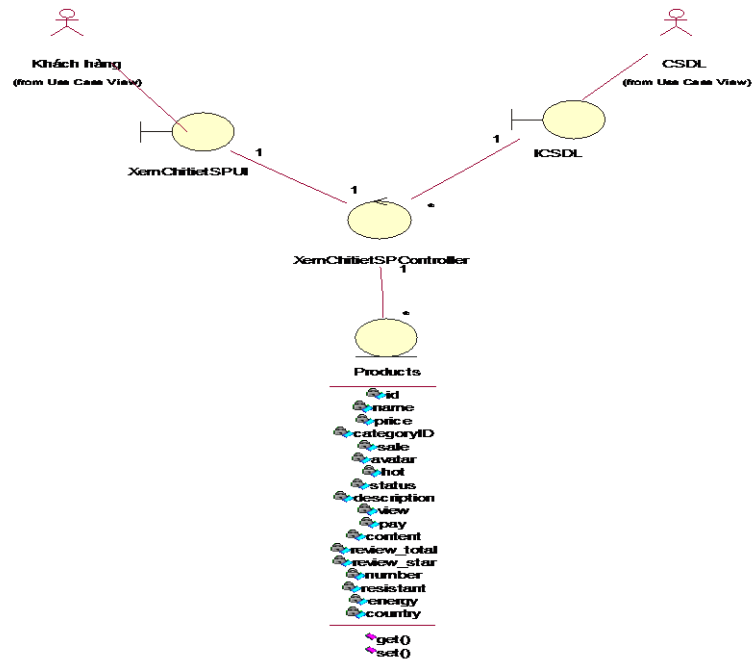 Khách hàng
(from Use Case View)
CSDL
(from Use Case View)
XemChitietSPUI
ICSDL
1
1
1
*
XemChitietSPController
1
*
Products
id
name
price
categoryID
sale
avatar
hot
status
description
view
pay
content
review_total
review_star
number
resistant
energy
country
get()
set()